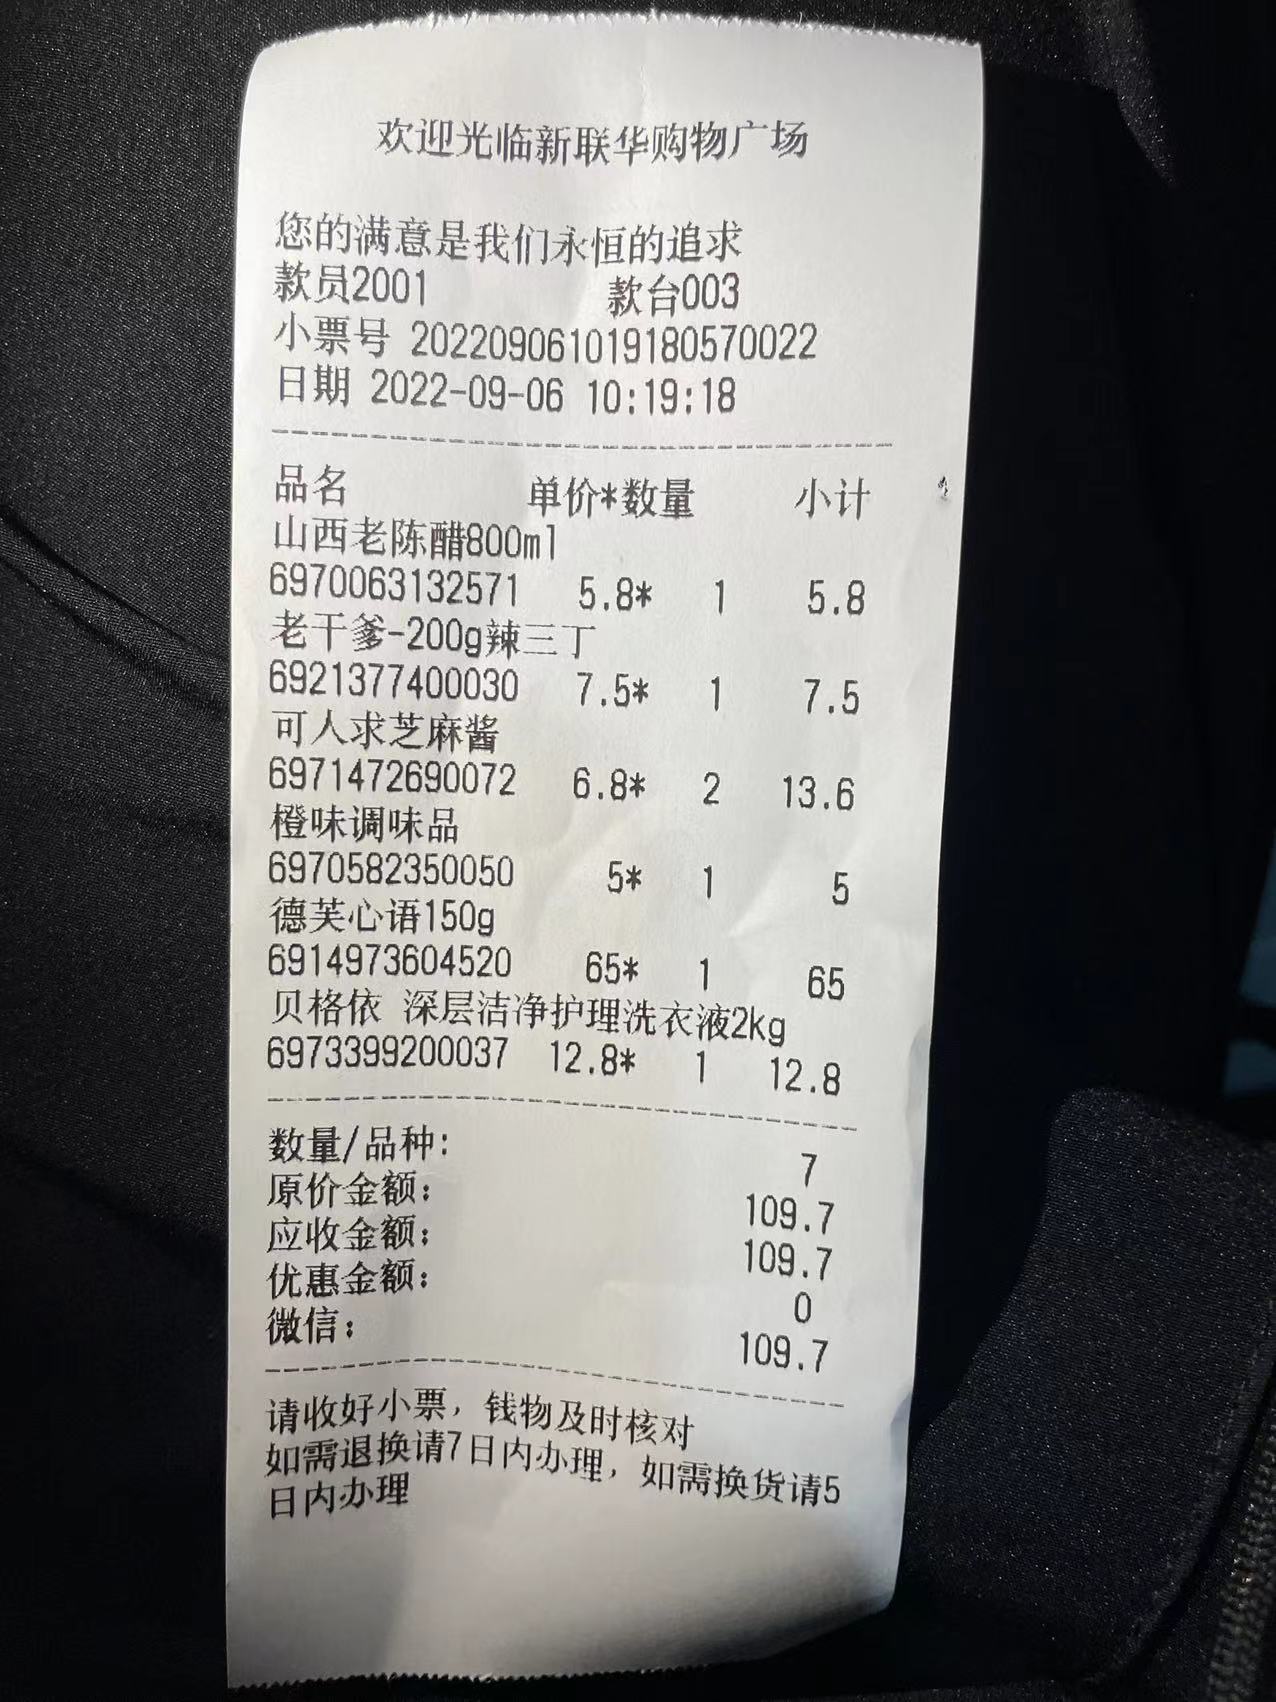 欢迎光临新联华购物广场
您的满意是我们永恒的追求
款员2001 款台003
小票号 2022090610191805​70022
日期 2022-09-06 10:19:18
品名 单价*数量 小计
山西老陈醋800ml
6970063132571 5.8* 1 5.8
老干爹-200g辣三丁
6921377400030 7.5* 1 7.5
可人求芝麻酱
6971472690072 6.8* 2 13.6
橙味调味品
6970582350050 5* 1 5
德芙心语150g
6914973604520 65* 1 65
贝格依 深层洁净护理洗衣液2kg
6973399200037 12.8* 1 12.8
数量/品种: 7
原价金额: 109.7
应收金额: 109.7
优惠金额: 0
微信: 109.7
请收好小票，钱物及时核对
如需退换请7日内办理，如需换货请5
日内办理